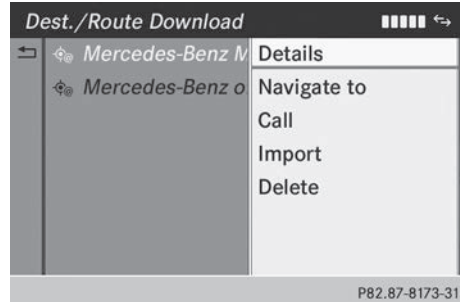 Dest./Route Download
Mercedes-Benz M
Details
Mercedes-Benz o
Navigate to
Call
Import
Delete
P82.87-8173-31